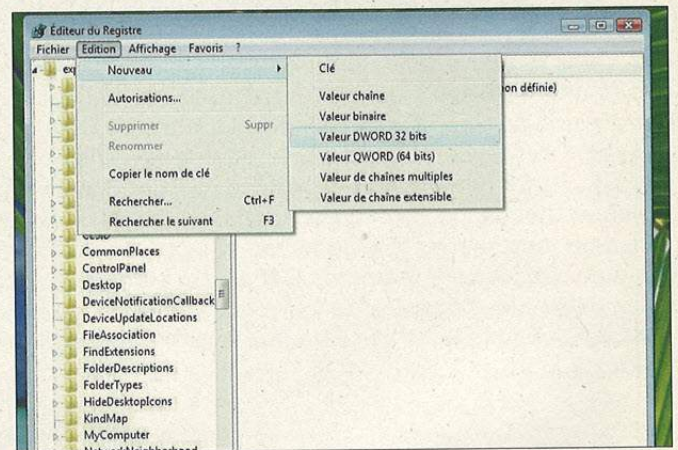 Éditeur du Registre
Fichier Edition Affichage Favoris ?
exp
Nouveau
Autorisations...
Supprimer Suppr
Renommer
Copier le nom de clé
Rechercher... Ctrl+F
Rechercher le suivant F3
Clé
Valeur chaîne
Valeur binaire
Valeur DWORD 32 bits
Valeur QWORD (64 bits)
Valeur de chaînes multiples
Valeur de chaîne extensible
on définie)
CLSID
CommonPlaces
ControlPanel
Desktop
DeviceNotificationCallback
DeviceUpdateLocations
FileAssociation
FindExtensions
FolderDescriptions
FolderTypes
HideDesktopIcons
KindMap
MyComputer
NetworkNeighborhood